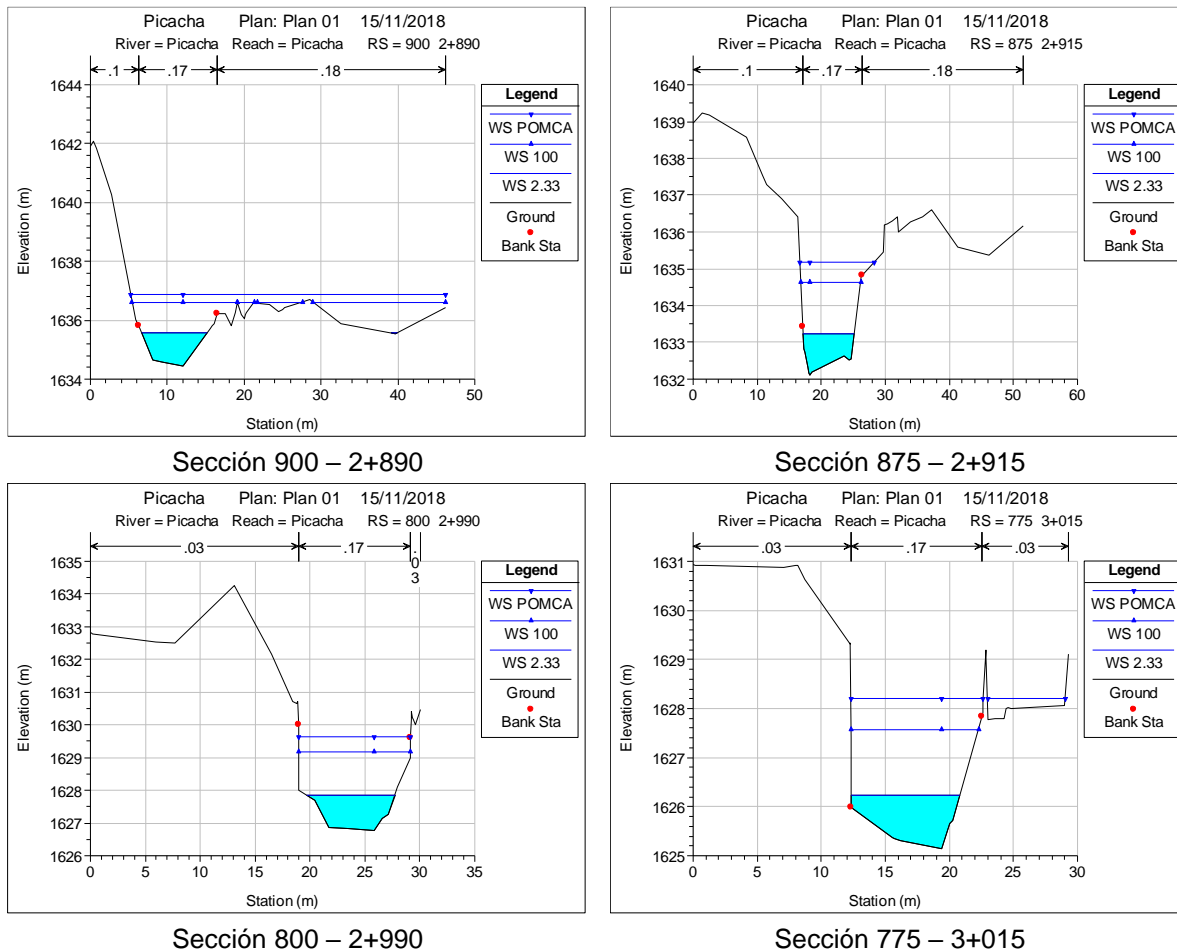 Picacha Plan: Plan 01 15/11/2018
River = Picacha Reach = Picacha RS = 900 2+890
.1 .17 .18
1644
1642
1640
1638
1636
1634
Elevation (m)
0 10 20 30 40 50
Station (m)
Legend
WS POMCA
WS 100
WS 2.33
Ground
Bank Sta
Sección 900 – 2+890
Picacha Plan: Plan 01 15/11/2018
River = Picacha Reach = Picacha RS = 875 2+915
.1 .17 .18
1640
1639
1638
1637
1636
1635
1634
1633
1632
Elevation (m)
0 10 20 30 40 50 60
Station (m)
Legend
WS POMCA
WS 100
WS 2.33
Ground
Bank Sta
Sección 875 – 2+915
Picacha Plan: Plan 01 15/11/2018
River = Picacha Reach = Picacha RS = 800 2+990
.03 .17 .03
1635
1634
1633
1632
1631
1630
1629
1628
1627
1626
Elevation (m)
0 5 10 15 20 25 30 35
Station (m)
Legend
WS POMCA
WS 100
WS 2.33
Ground
Bank Sta
Sección 800 – 2+990
Picacha Plan: Plan 01 15/11/2018
River = Picacha Reach = Picacha RS = 775 3+015
.03 .17 .03
1631
1630
1629
1628
1627
1626
1625
Elevation (m)
0 5 10 15 20 25 30
Station (m)
Legend
WS POMCA
WS 100
WS 2.33
Ground
Bank Sta
Sección 775 – 3+015